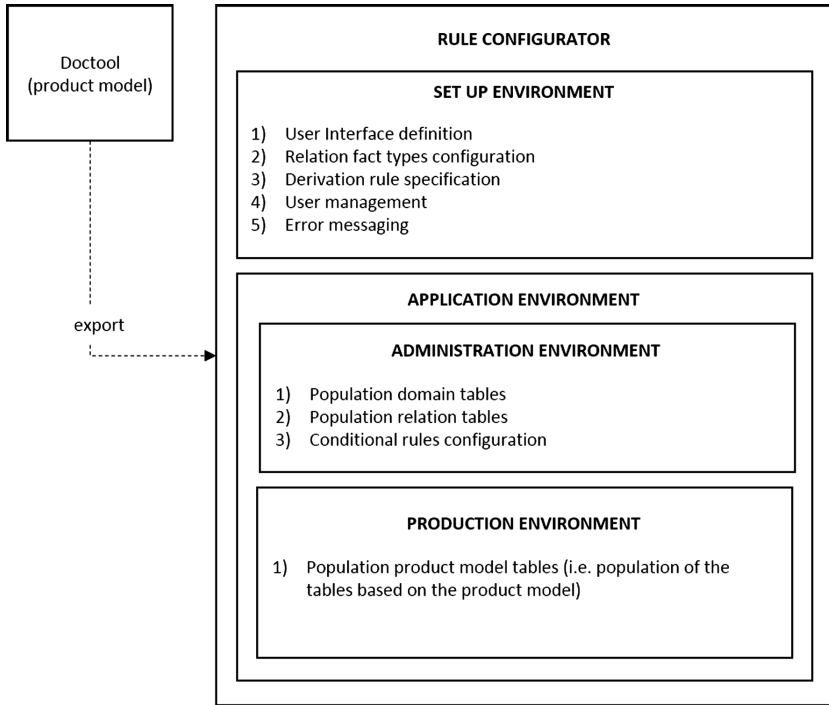 Doctool
(product model)
export
RULE CONFIGURATOR
SET UP ENVIRONMENT
1) User Interface definition
2) Relation fact types configuration
3) Derivation rule specification
4) User management
5) Error messaging
APPLICATION ENVIRONMENT
ADMINISTRATION ENVIRONMENT
1) Population domain tables
2) Population relation tables
3) Conditional rules configuration
PRODUCTION ENVIRONMENT
1) Population product model tables (i.e. population of the
tables based on the product model)